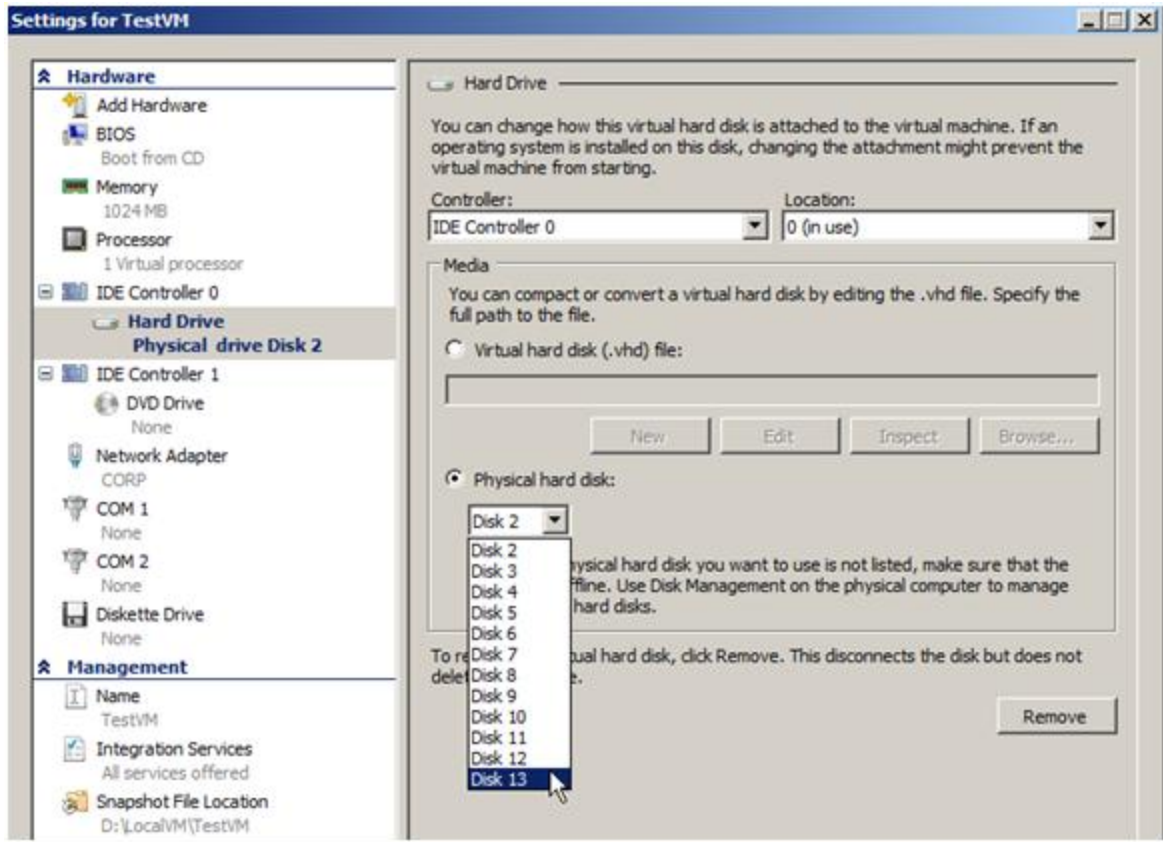 Settings for TestVM
Hardware
Add Hardware
BIOS
Boot from CD
Memory
1024 MB
Processor
1 Virtual processor
IDE Controller 0
Hard Drive
Physical drive Disk 2
IDE Controller 1
DVD Drive
None
Network Adapter
CORP
COM 1
None
COM 2
None
Diskette Drive
None
Management
Name
TestVM
Integration Services
All services offered
Snapshot File Location
D:\LocalVM\TestVM
Hard Drive
You can change how this virtual hard disk is attached to the virtual machine. If an
operating system is installed on this disk, changing the attachment might prevent the
virtual machine from starting.
Controller:
Location:
IDE Controller 0
0 (in use)
Media
You can compact or convert a virtual hard disk by editing the .vhd file. Specify the
full path to the file.
Virtual hard disk (.vhd) file:
New
Edit
Inspect
Browse...
Physical hard disk:
Disk 2
Disk 2
Disk 3
Disk 4
Disk 5
Disk 6
Disk 7
Disk 8
Disk 9
Disk 10
Disk 11
Disk 12
Disk 13
hard disk you want to use is not listed, make sure that the
Use Disk Management on the physical computer to manage
hard disks.
To
hard disk, click Remove. This disconnects the disk but does not
Remove